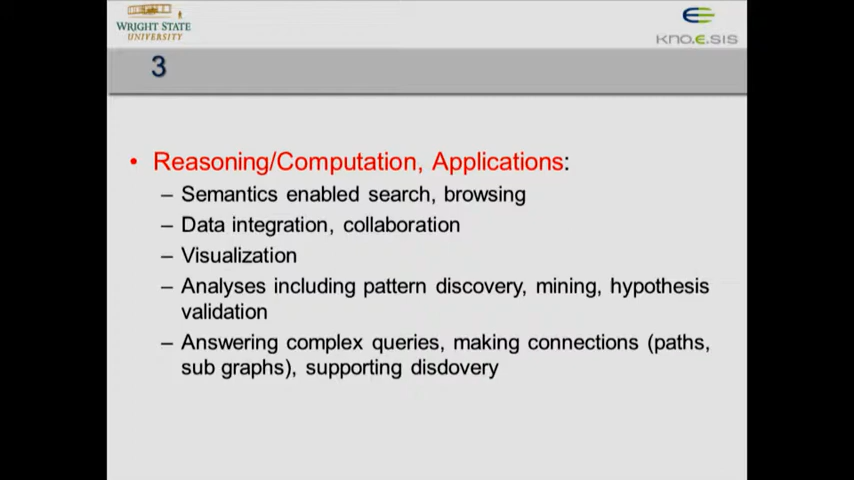 WRIGHT STATE
UNIVERSITY
kno.e.sis
3
• Reasoning/Computation, Applications:
– Semantics enabled search, browsing
– Data integration, collaboration
– Visualization
– Analyses including pattern discovery, mining, hypothesis
validation
– Answering complex queries, making connections (paths,
sub graphs), supporting disdovery